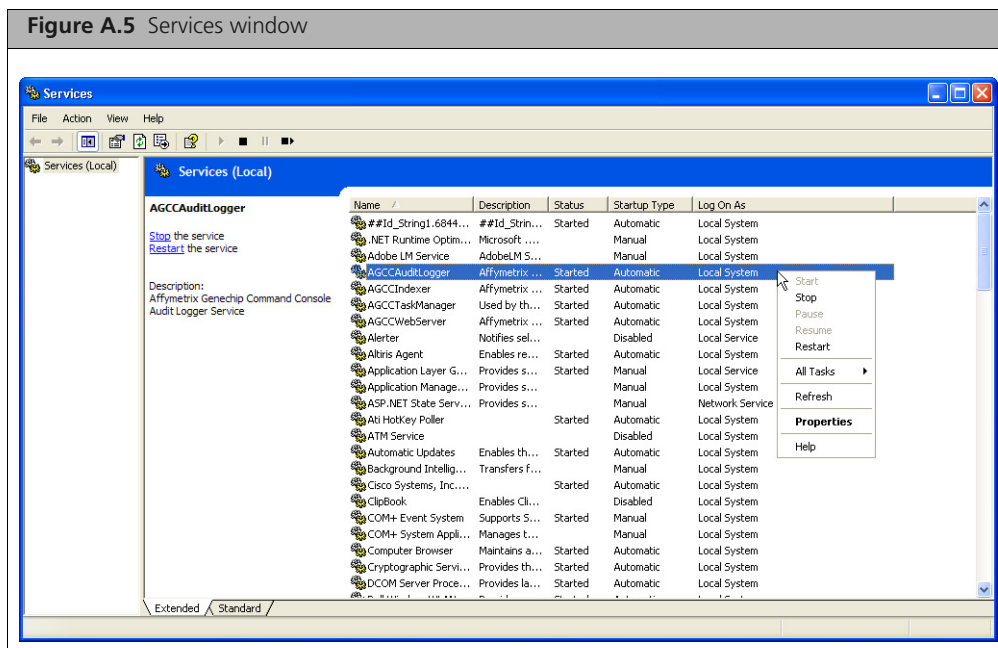 Figure A.5 Services window
Services
File Action View Help
Services (Local)
Services (Local)
AGCCAuditLogger
Stop the service
Restart the service
Description:
Affymetrix Genechip Command Console
Audit Logger Service
Name Description Status Startup Type Log On As
##Id_String1.6844... ##Id_Strin... Started Automatic Local System
.NET Runtime Optim... Microsoft .... Manual Local System
Adobe LM Service AdobeLM S... Manual Local System
AGCCAuditLogger Affymetrix ... Started Automatic Local System
AGCCIndexer Affymetrix ... Started Automatic Local System
AGCCTaskManager Used by th... Started Automatic Local System
AGCCWebServer Affymetrix ... Started Automatic Local System
Alerter Notifies sel... Disabled Local Service
Altiris Agent Enables re... Started Automatic Local System
Application Layer G... Provides s... Started Manual Local Service
Application Manage... Provides s... Manual Local System
ASP.NET State Serv... Provides s... Manual Network Service
Ati HotKey Poller Started Automatic Local System
ATM Service Disabled Local System
Automatic Updates Enables th... Started Automatic Local System
Background Intellig... Transfers f... Manual Local System
Cisco Systems, Inc.... Started Automatic Local System
ClipBook Enables Cli... Disabled Local System
COM+ Event System Supports S... Started Manual Local System
COM+ System Appli... Manages t... Manual Local System
Computer Browser Maintains a... Started Automatic Local System
Cryptographic Servi... Provides th... Started Automatic Local System
DCOM Server Proce... Provides la... Started Automatic Local System
Start
Stop
Pause
Resume
Restart
All Tasks
Refresh
Properties
Help
Extended Standard